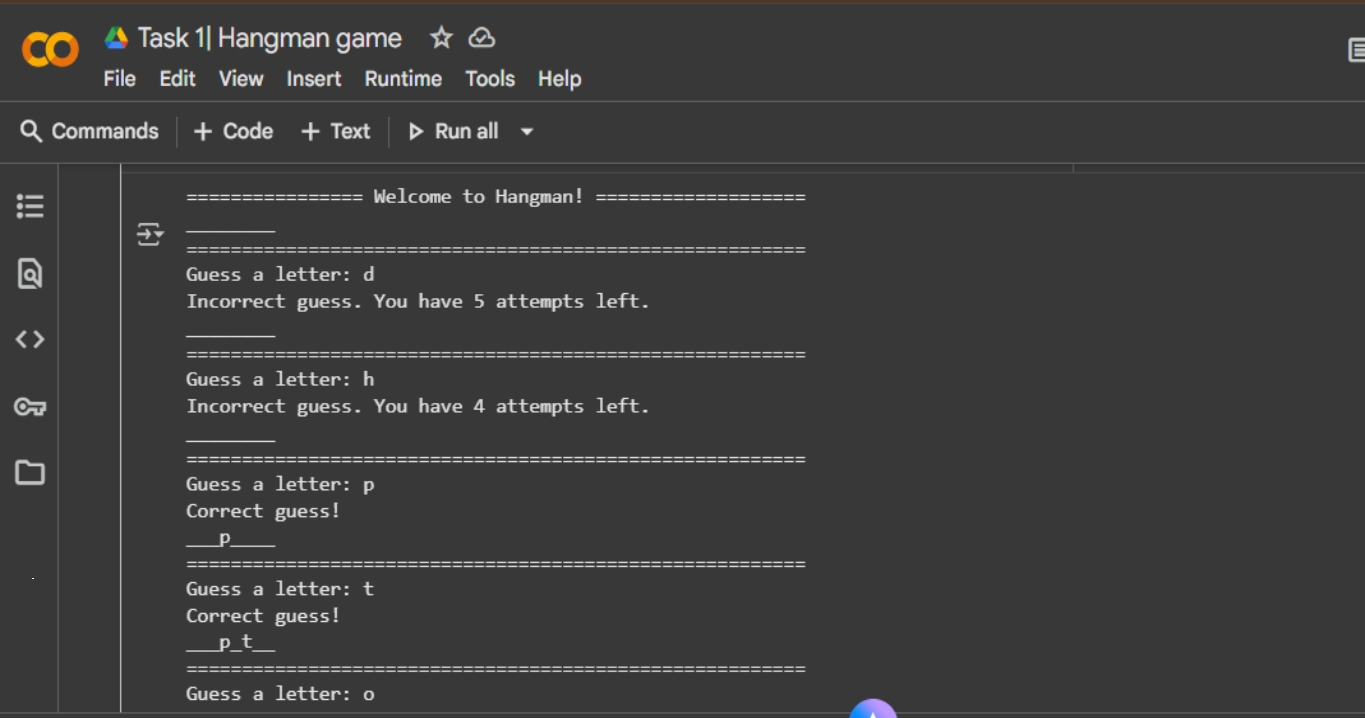 Task 1| Hangman game
File Edit View Insert Runtime Tools Help
Commands + Code + Text Run all
================ Welcome to Hangman! ===================
________
========================================================
Guess a letter: d
Incorrect guess. You have 5 attempts left.
________
========================================================
Guess a letter: h
Incorrect guess. You have 4 attempts left.
________
========================================================
Guess a letter: p
Correct guess!
___p____
========================================================
Guess a letter: t
Correct guess!
___p_t__
========================================================
Guess a letter: o